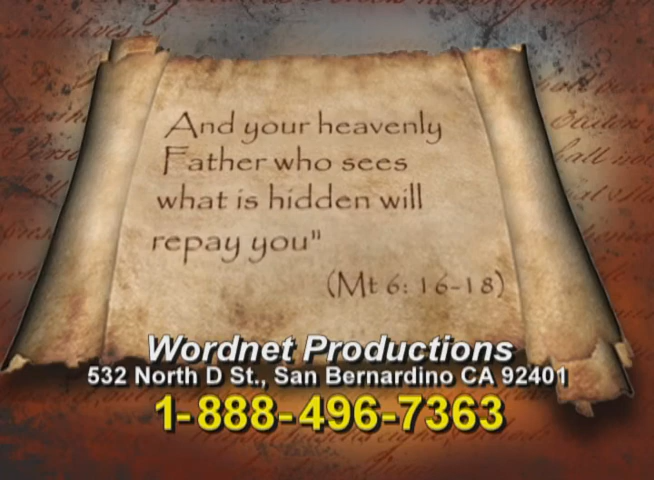 And your heavenly
Father who sees
what is hidden will
repay you"
(Mt 6: 16-18)
Wordnet Productions
532 North D St., San Bernardino CA 92401
1-888-496-7363